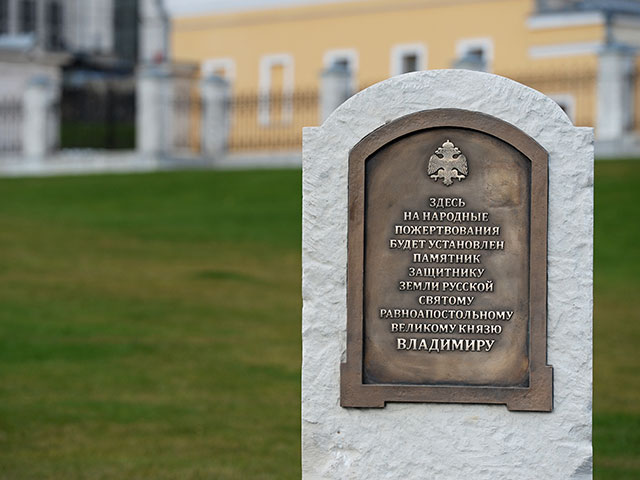 ЗДЕСЬ
НА НАРОДНЫЕ
ПОЖЕРТВОВАНИЯ
БУДЕТ УСТАНОВЛЕН
ПАМЯТНИК
ЗАЩИТНИКУ
ЗЕМЛИ РУССКОЙ
СВЯТОМУ
РАВНОАПОСТОЛЬНОМУ
ВЕЛИКОМУ КНЯЗЮ
ВЛАДИМИРУ